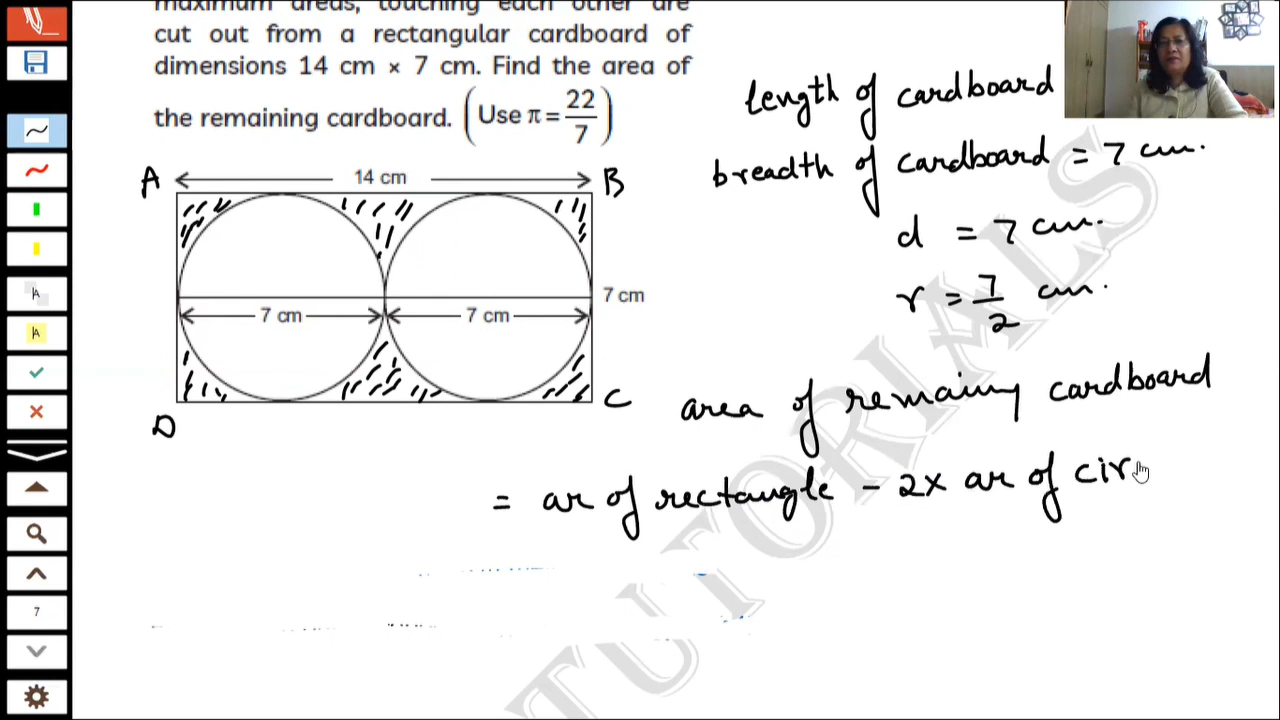 maximum areas, touching each other are
cut out from a rectangular cardboard of
dimensions 14 cm × 7 cm. Find the area of
the remaining cardboard. (Use π = 22/7)
length of cardboard
breadth of cardboard = 7 cm.
d = 7 cm.
r = 7/2 cm.
A
14 cm
B
7 cm
7 cm
7 cm
D
C
area of remaining cardboard
= ar of rectangle - 2x ar of cir
TUTORIALS
7